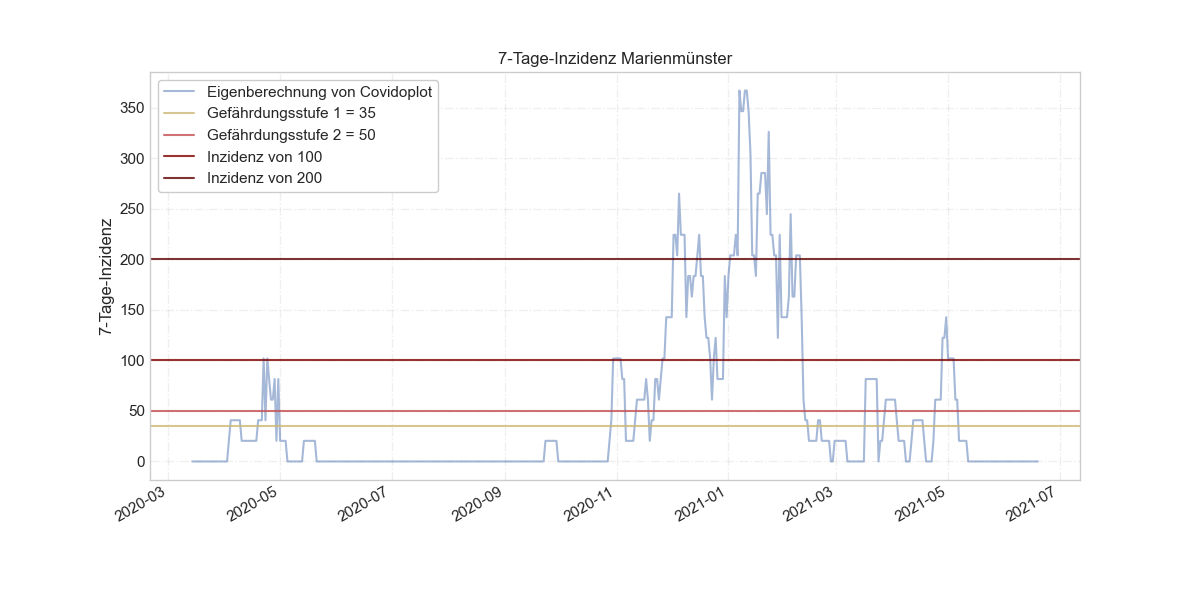 7-Tage-Inzidenz Marienmünster
Eigenberechnung von Covidoplot
Gefährdungsstufe 1 = 35
Gefährdungsstufe 2 = 50
Inzidenz von 100
Inzidenz von 200
7-Tage-Inzidenz
350
300
250
200
150
100
50
0
2020-03
2020-05
2020-07
2020-09
2020-11
2021-01
2021-03
2021-05
2021-07